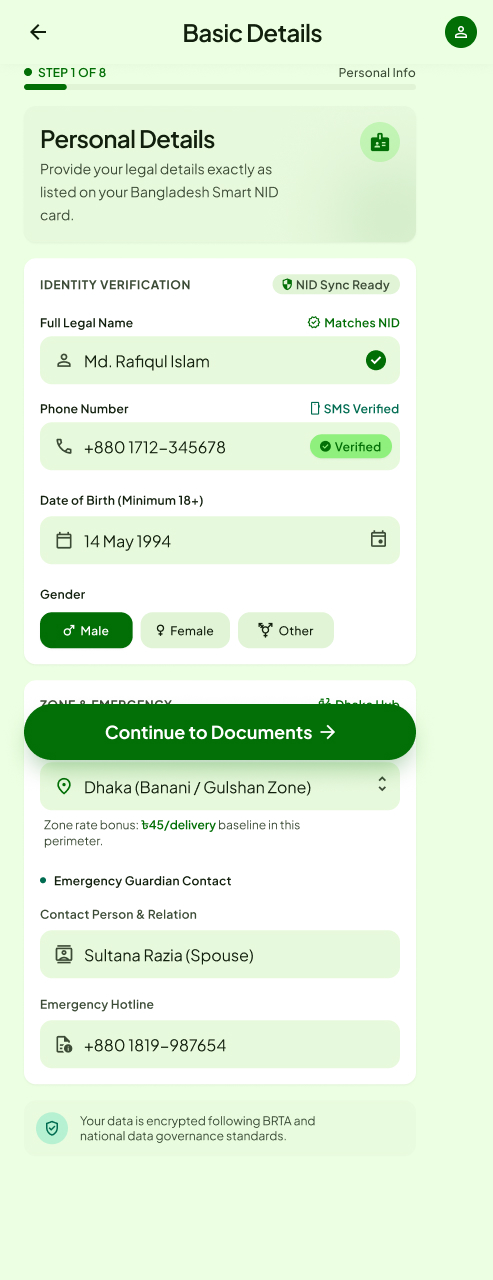 Basic Details
STEP 1 OF 8
Personal Info
Personal Details
Provide your legal details exactly as
listed on your Bangladesh Smart NID
card.
IDENTITY VERIFICATION
NID Sync Ready
Full Legal Name
Matches NID
Md. Rafiqul Islam
Phone Number
SMS Verified
+880 1712-345678
Verified
Date of Birth (Minimum 18+)
14 May 1994
Gender
Male
Female
Other
ZONE & EMERGENCY
Dhaka Hub
Continue to Documents
Dhaka (Banani / Gulshan Zone)
Zone rate bonus: ৳45/delivery baseline in this
perimeter.
Emergency Guardian Contact
Contact Person & Relation
Sultana Razia (Spouse)
Emergency Hotline
+880 1819-987654
Your data is encrypted following BRTA and
national data governance standards.